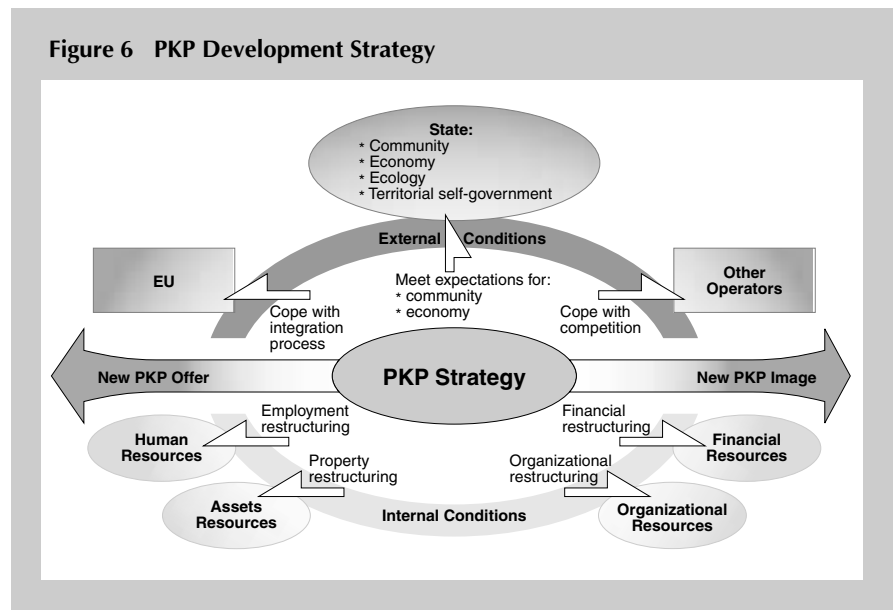 Figure 6 PKP Development Strategy
State:
* Community
* Economy
* Ecology
* Territorial self-government
External Conditions
EU
Other
Operators
Meet expectations for:
* community
* economy
Cope with
integration
process
Cope with
competition
New PKP Offer
PKP Strategy
New PKP Image
Employment
restructuring
Financial
restructuring
Human
Resources
Financial
Resources
Property
restructuring
Organizational
restructuring
Assets
Resources
Internal Conditions
Organizational
Resources